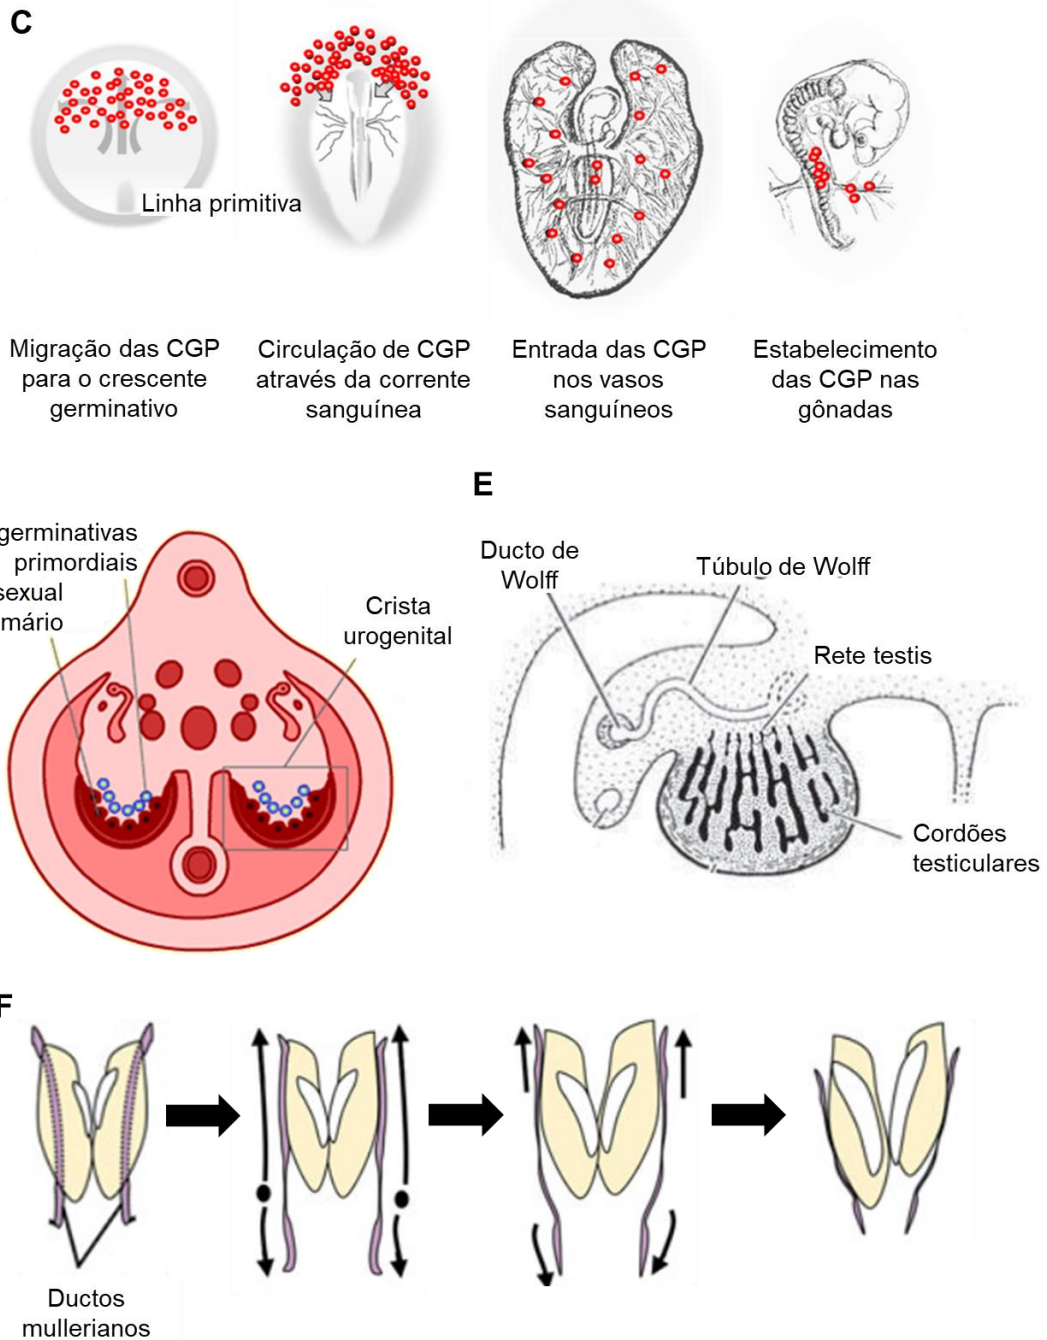 C
Linha primitiva
Migração das CGP
para o crescente
germinativo
Circulação de CGP
através da corrente
sanguínea
Entrada das CGP
nos vasos
sanguíneos
Estabelecimento
das CGP nas
gônadas
germinativas
primordiais
sexual
mário
Crista
urogenital
E
Ducto de
Wolff
Túbulo de Wolff
Rete testis
Cordões
testiculares
F
Ductos
mullerianos